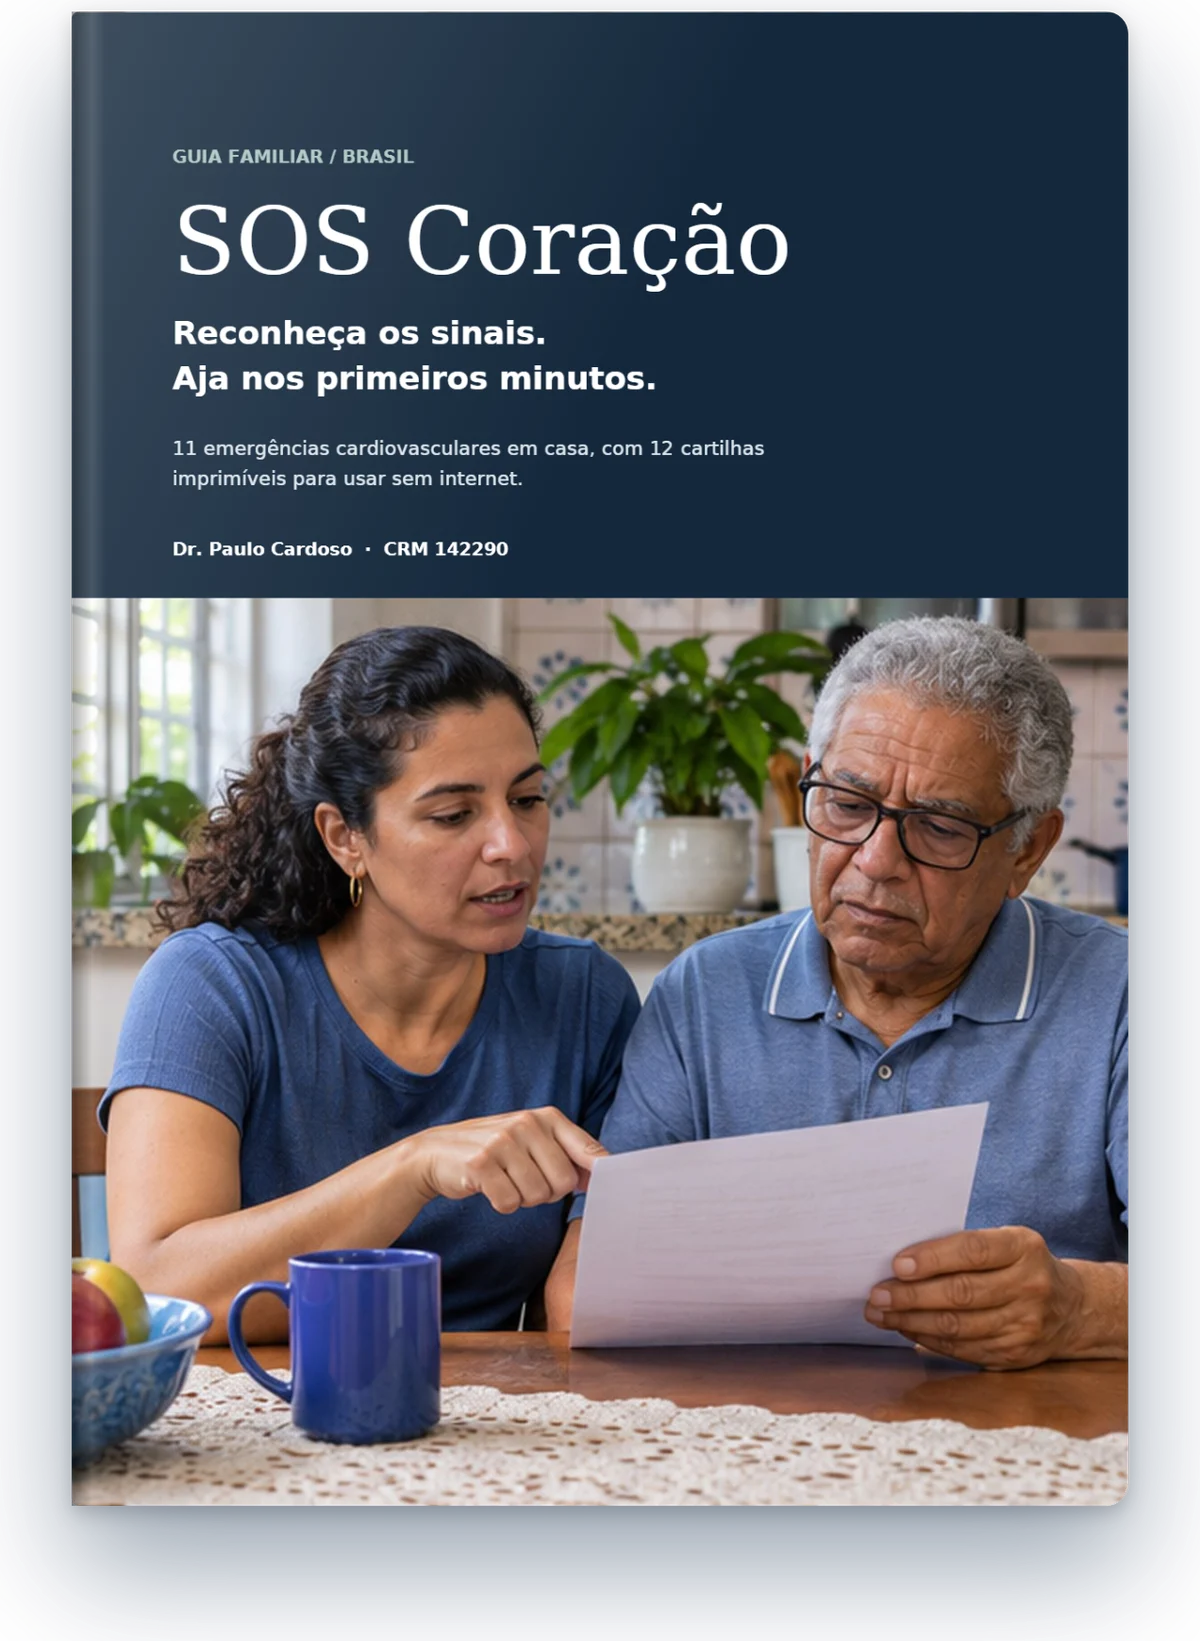 GUIA FAMILIAR / BRASIL
SOS Coração
Reconheça os sinais.
Aja nos primeiros minutos.
11 emergências cardiovasculares em casa, com 12 cartilhas
imprimíveis para usar sem internet.
Dr. Paulo Cardoso · CRM 142290